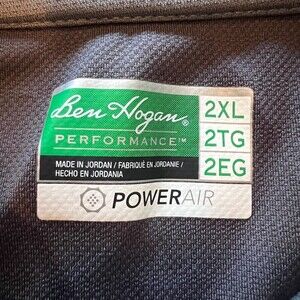 Ben Hogan®
PERFORMANCE™
MADE IN JORDAN / FABRIQUÉ EN JORDANIE /
HECHO EN JORDANIA
2XL
2TG
2EG
POWERAIR